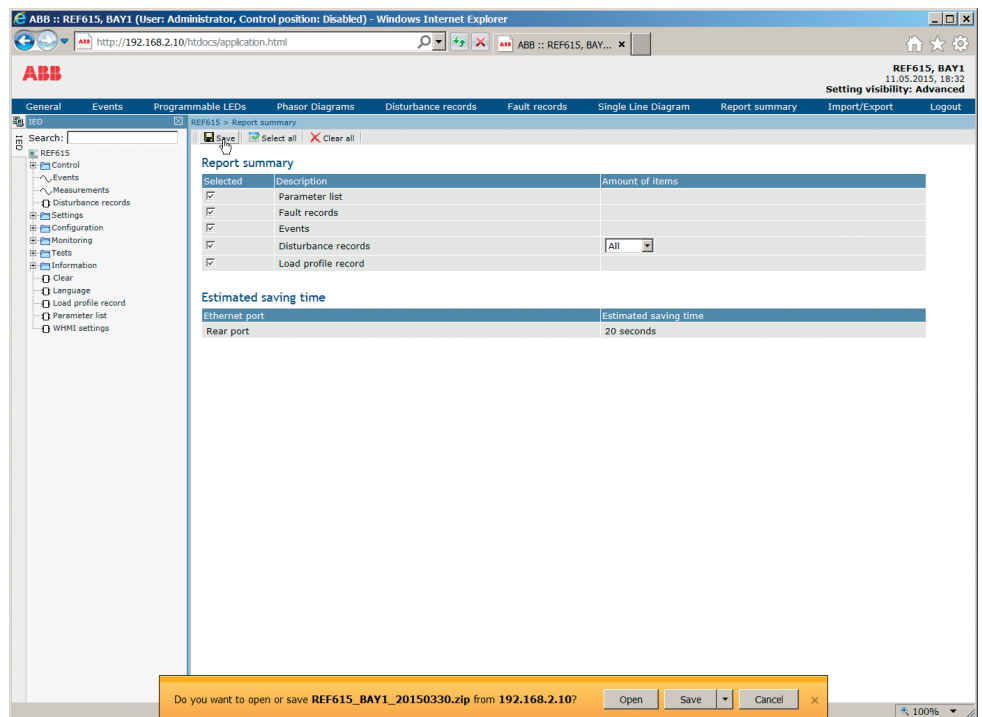 ABB :: REF615, BAY1 (User: Administrator, Control position: Disabled) - Windows Internet Explorer
http://192.168.2.10/htdocs/application.html
ABB :: REF615, BAY...
ABB
REF615, BAY1
11.05.2015, 18:32
Setting visibility: Advanced
General Events Programmable LEDs Phasor Diagrams Disturbance records Fault records Single Line Diagram Report summary Import/Export Logout
IED
REF615 > Report summary
IED
Search:
Save Select all Clear all
REF615
Control
Events
Measurements
Disturbance records
Settings
Configuration
Monitoring
Tests
Information
Clear
Language
Load profile record
Parameter list
WHMI settings
Report summary
Selected Description Amount of items
Parameter list
Fault records
Events
Disturbance records All
Load profile record
Estimated saving time
Ethernet port Estimated saving time
Rear port 20 seconds
Do you want to open or save REF615_BAY1_20150330.zip from 192.168.2.10? Open Save Cancel
100%